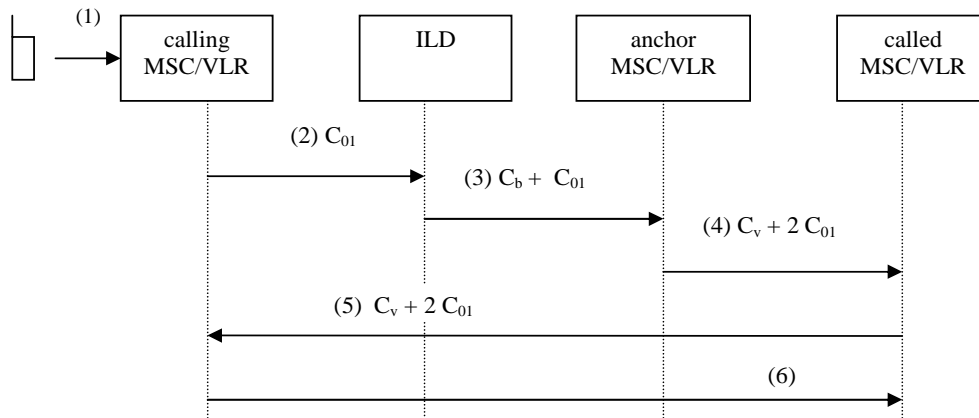 (1)
calling
MSC/VLR
ILD
anchor
MSC/VLR
called
MSC/VLR
(2) C01
(3) Cb + C01
(4) Cv + 2 C01
(5) Cv + 2 C01
(6)